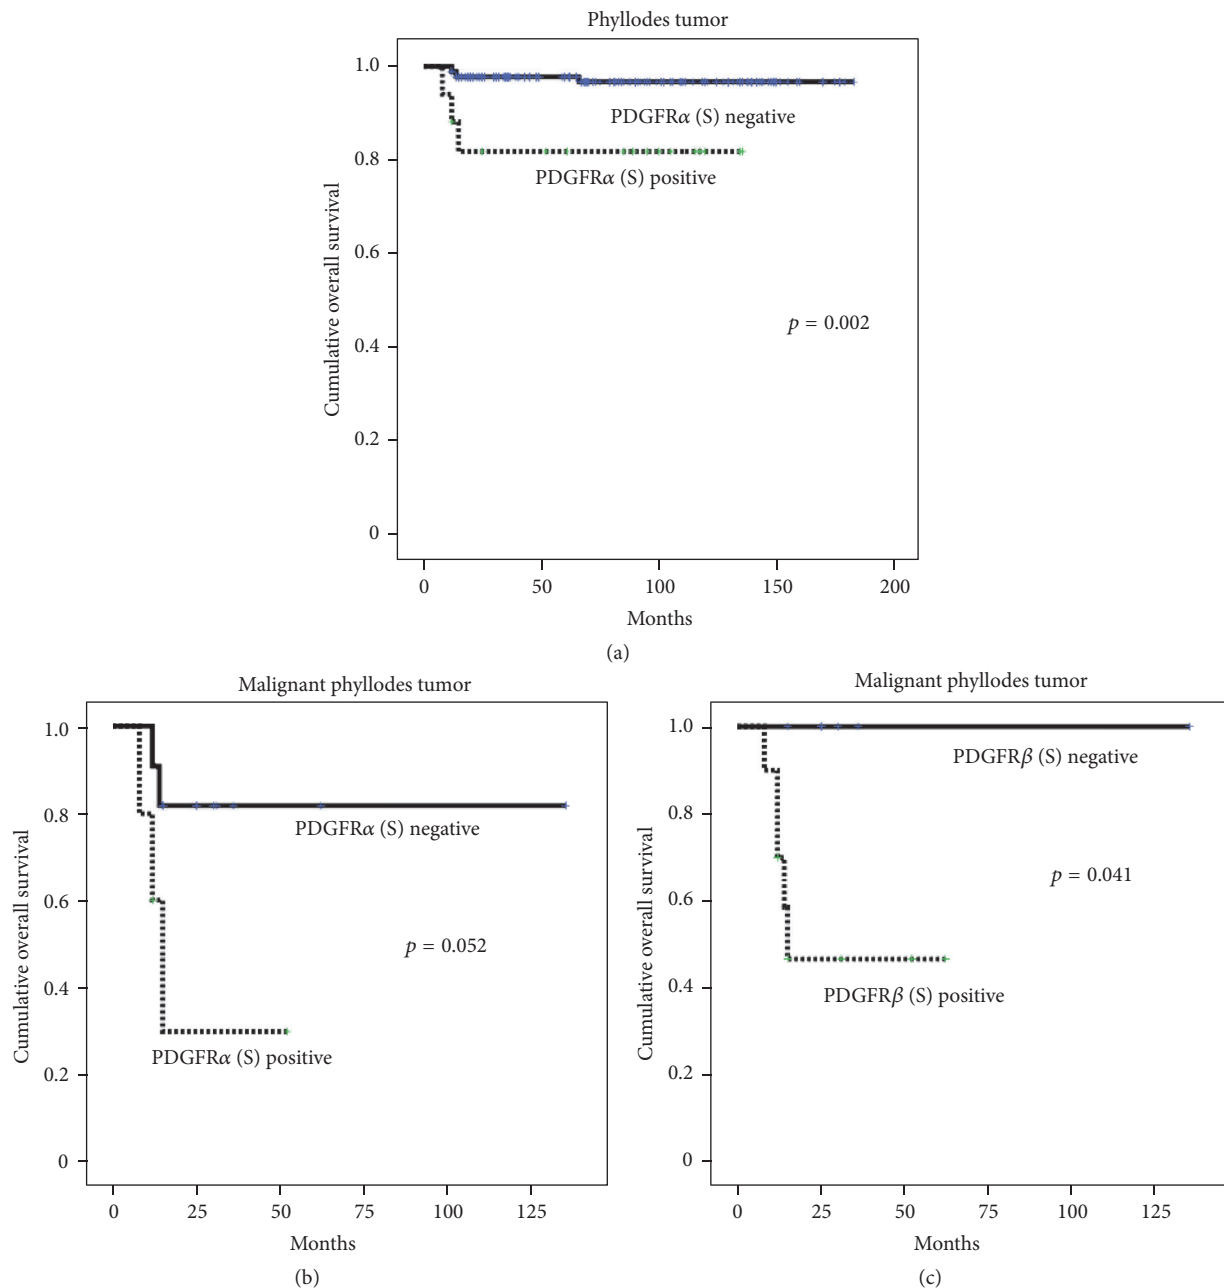 Phyllodes tumor
Cumulative overall survival
1.0
0.8
0.6
0.4
0.2
0
PDGFRα (S) negative
PDGFRα (S) positive
p = 0.002
0 50 100 150 200
Months
(a)
Malignant phyllodes tumor
Cumulative overall survival
1.0
0.8
0.6
0.4
0.2
0
PDGFRα (S) negative
p = 0.052
PDGFRα (S) positive
0 25 50 75 100 125
Months
(b)
Malignant phyllodes tumor
Cumulative overall survival
1.0
0.8
0.6
0.4
0.2
0
PDGFRβ (S) negative
p = 0.041
PDGFRβ (S) positive
0 25 50 75 100 125
Months
(c)